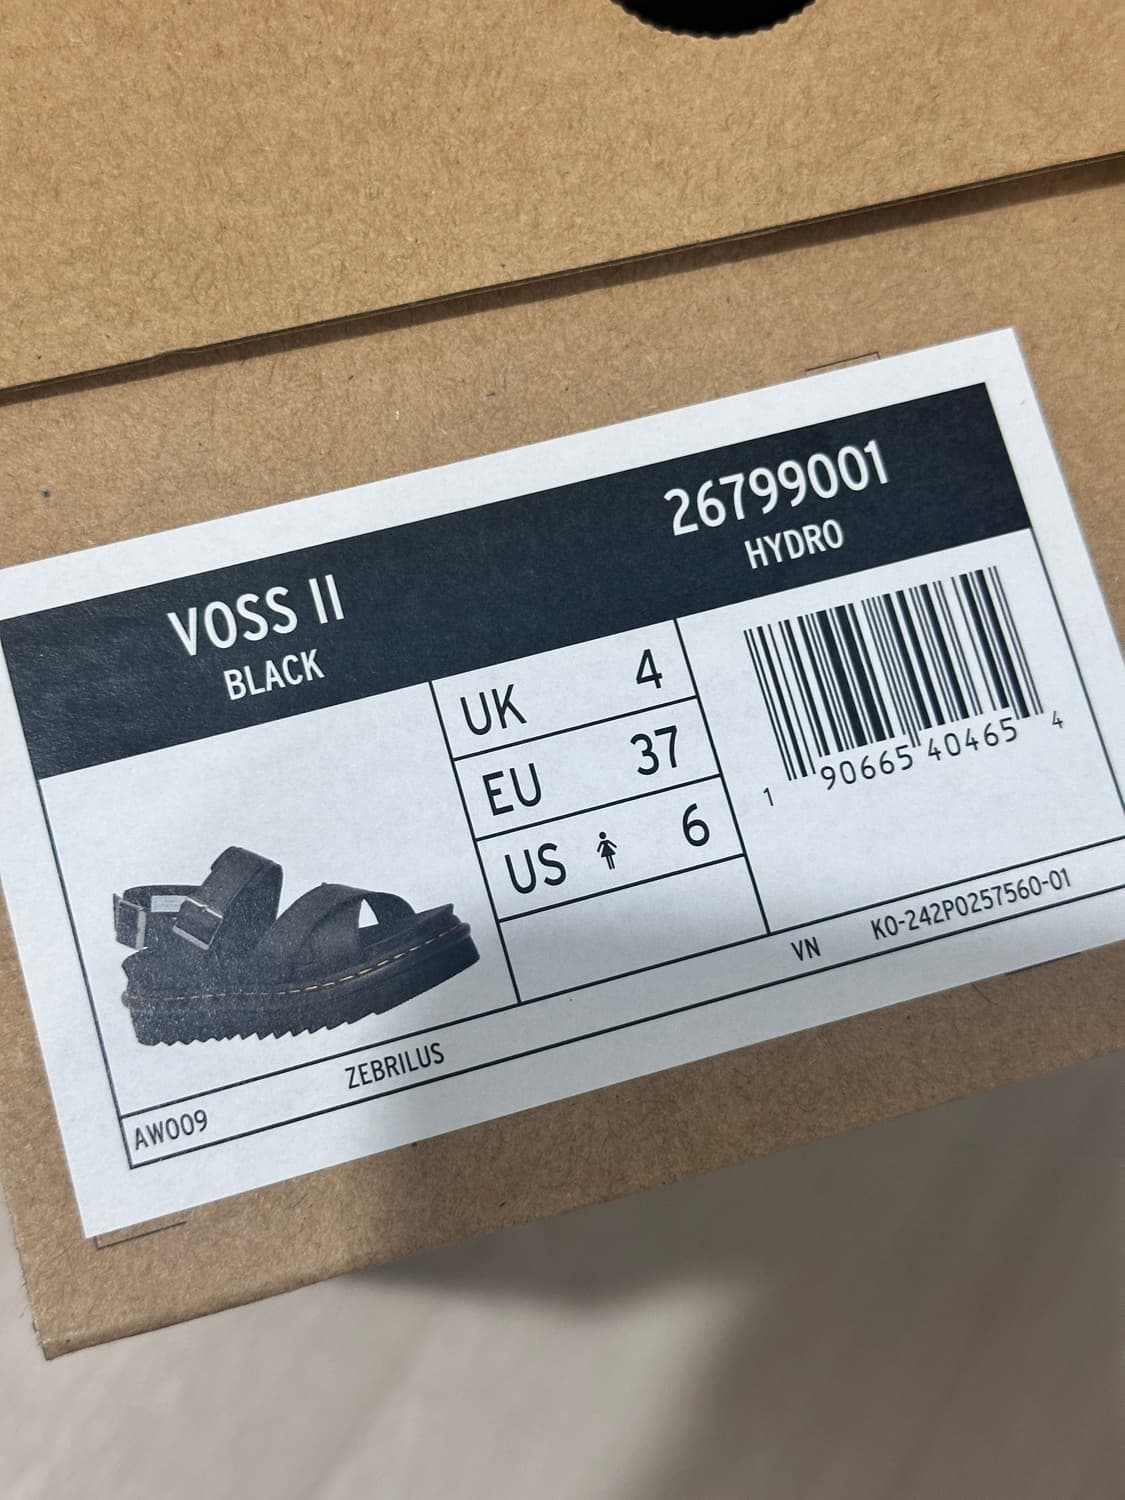 VOSS II
BLACK
26799001
HYDRO
UK 4
EU 37
US 6
1 90665 40465 4
AW009
ZEBRILUS
VN
K0-242P0257560-01